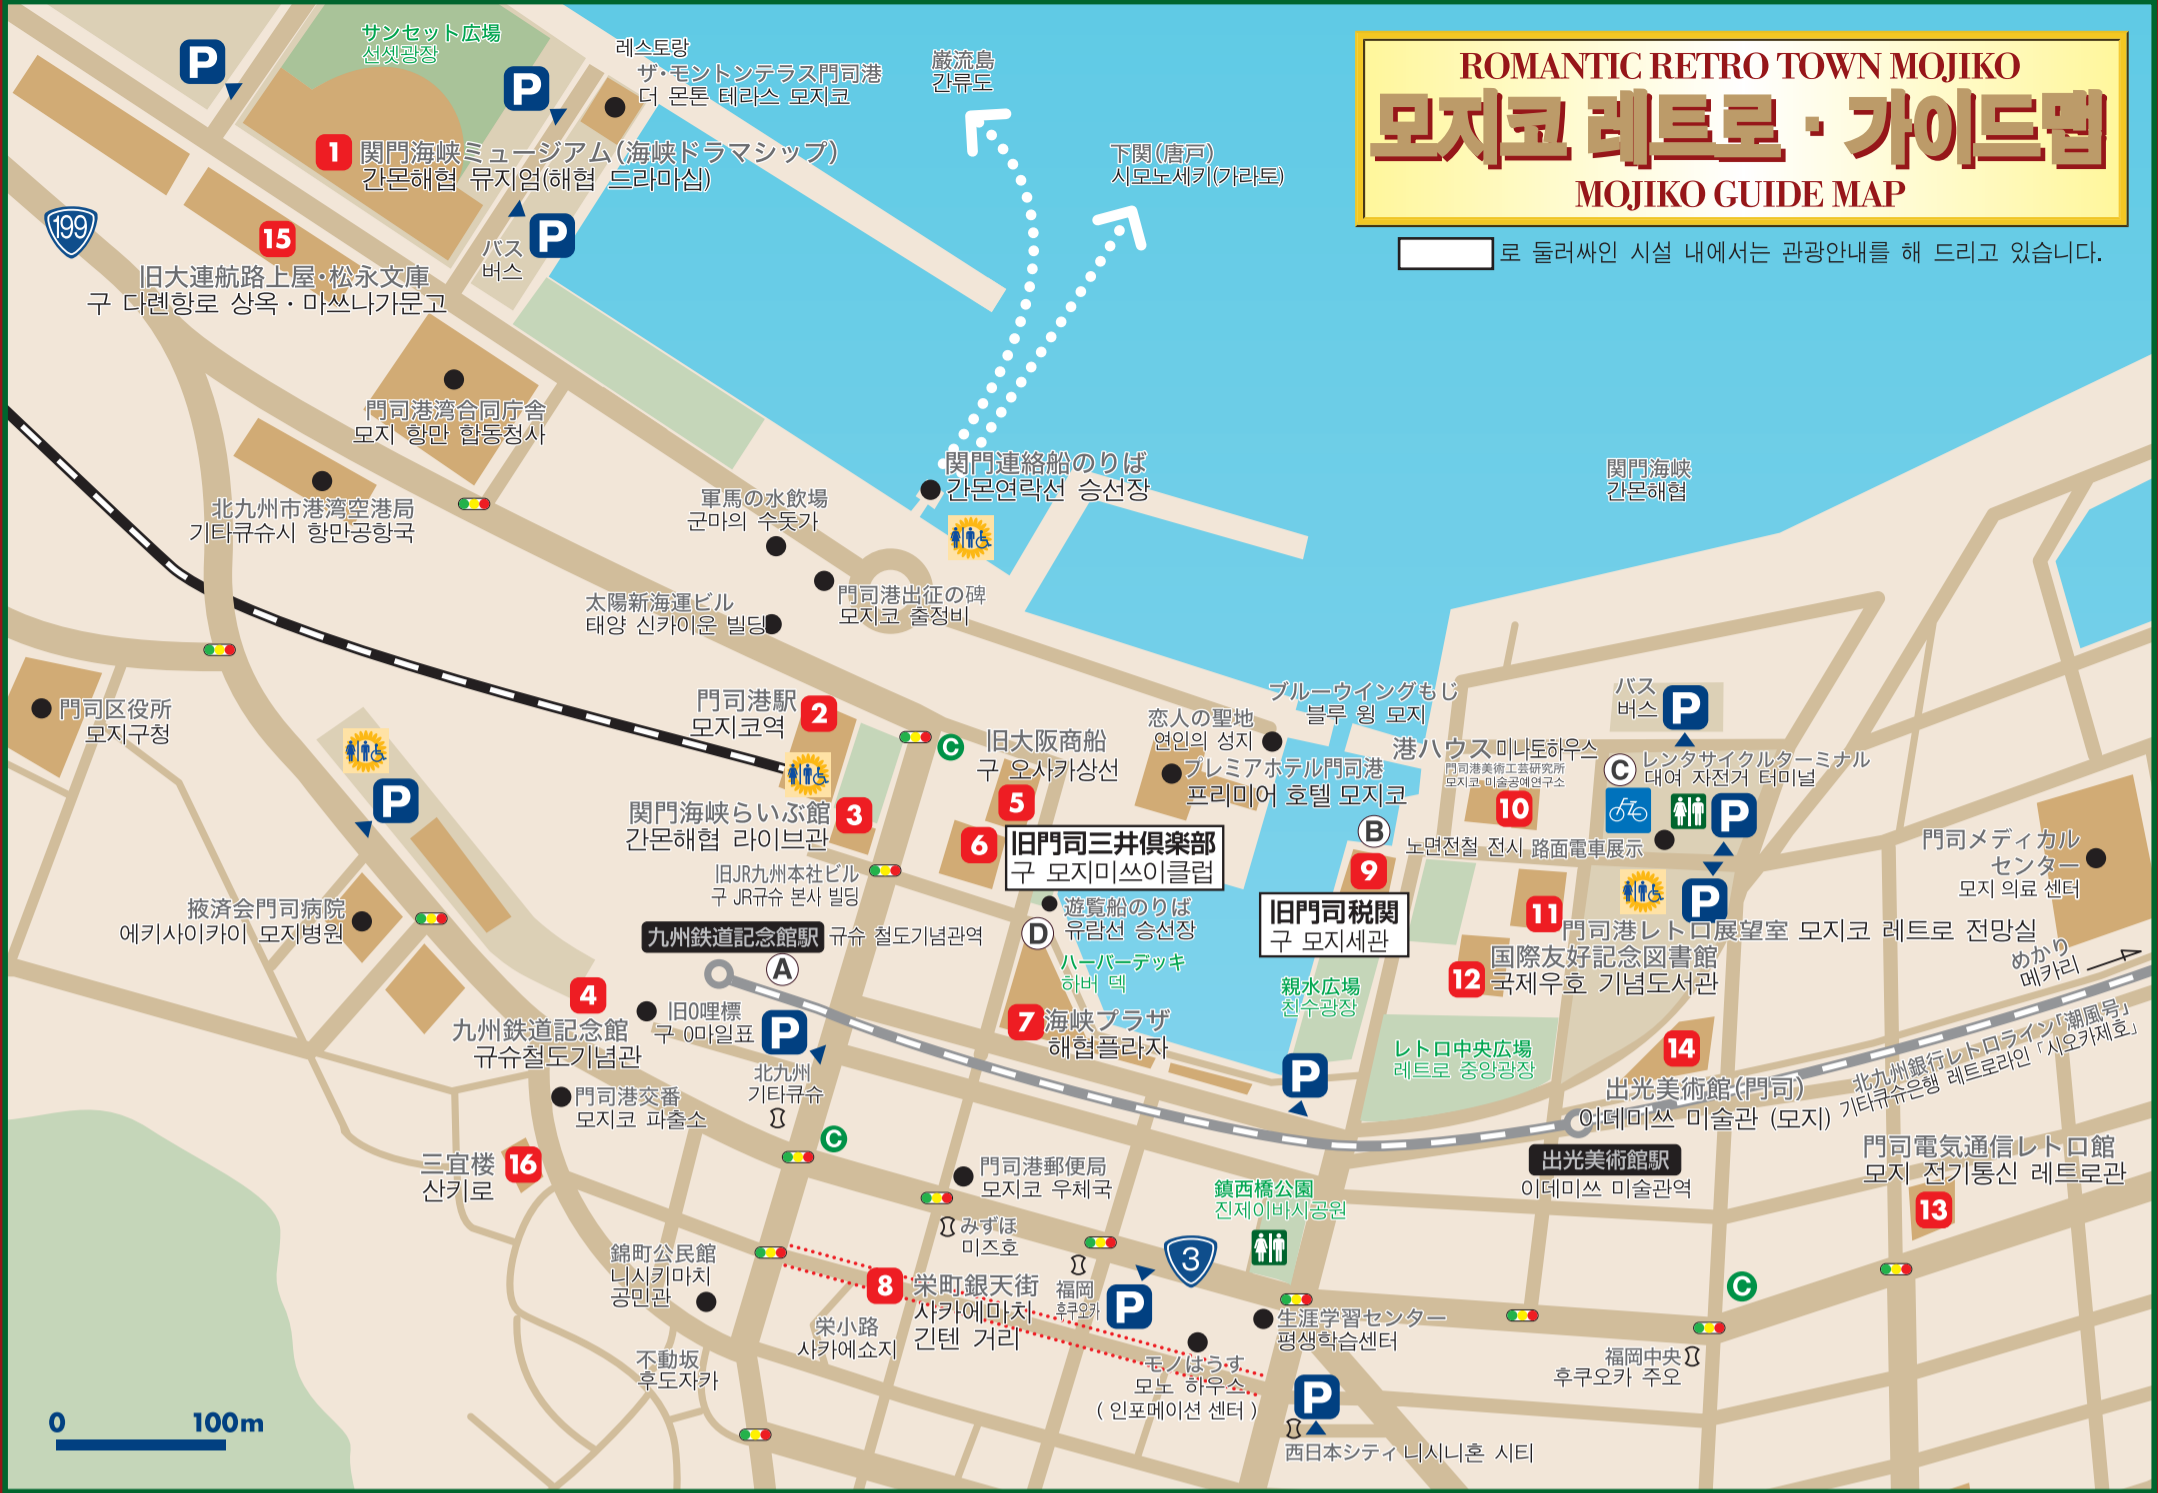 ROMANTIC RETRO TOWN MOJIKO
모지코 레트로・가이드맵
MOJIKO GUIDE MAP
로 둘러싸인 시설 내에서는 관광안내를 해 드리고 있습니다.
サンセット広場
선셋광장
P
P
레스토랑
ザ・モントンテラス門司港
더 몬톤 테라스 모지코
巌流島
간류도
下関(唐戸)
시모노세키(가라토)
1
関門海峡ミュージアム(海峡ドラマシップ)
간몬해협 뮤지엄(해협 드라마십)
199
15
旧大連航路上屋・松永文庫
구 다롄항로 상옥・마쓰나가문고
バス
버스
P
門司港湾合同庁舎
모지 항만 합동청사
北九州市港湾空港局
기타큐슈시 항만공항국
軍馬の水飲場
군마의 수돗가
関門連絡船のりば
간몬연락선 승선장
関門海峡
간몬해협
門司港出征の碑
모지코 출정비
太陽新海運ビル
태양 신카이운 빌딩
門司区役所
모지구청
P
門司港駅
모지코역
2
関門海峡らいぶ館
간몬해협 라이브관
3
C
旧大阪商船
구 오사카상선
5
6
旧門司三井倶楽部
구 모지미쓰이클럽
恋人の聖地
연인의 성지
プレミアホテル門司港
프리미어 호텔 모지코
ブルーウイングもじ
블루 윙 모지
港ハウス 미나토하우스
門司港美術工芸研究所
모지코 미술공예연구소
10
バス
버스
P
C
レンタサイクルターミナル
대여 자전거 터미널
P
B
9
노면전철 전시 路面電車展示
旧門司税関
구 모지세관
P
11
門司港レトロ展望室 모지코 레트로 전망실
12
国際友好記念図書館
국제우호 기념도서관
門司メディカル
センター
모지 의료 센터
めかり
메카리
旧JR九州本社ビル
구 JR규슈 본사 빌딩
掖済会門司病院
에키사이카이 모지병원
九州鉄道記念館駅 규슈 철도기념관역
A
D
遊覧船のりば
유람선 승선장
ハーバーデッキ
하버 덱
親水広場
친수광장
4
九州鉄道記念館
규슈철도기념관
旧0哩標
구 0마일표
P
7
海峡プラザ
해협플라자
レトロ中央広場
레트로 중앙광장
14
出光美術館(門司)
이데미쓰 미술관 (모지)
北九州銀行レトロライン「潮風号」
기타큐슈은행 레트로라인「시오카제호」
北九州
기타큐슈
P
門司港交番
모지코 파출소
C
三宜楼
산키로
16
門司港郵便局
모지코 우체국
出光美術館駅
이데미쓰 미술관역
門司電気通信レトロ館
모지 전기통신 레트로관
13
鎮西橋公園
진제이바시공원
みずほ
미즈호
錦町公民館
니시키마치
공민관
8
栄町銀天街
사카에마치
긴텐 거리
福岡
후쿠오카
P
3
C
栄小路
사카에쇼지
生涯学習センター
평생학습센터
モノはうす
모노 하우스
( 인포메이션 센터 )
不動坂
후도자카
福岡中央
후쿠오카 주오
P
西日本シティ 니시니혼 시티
0 100m